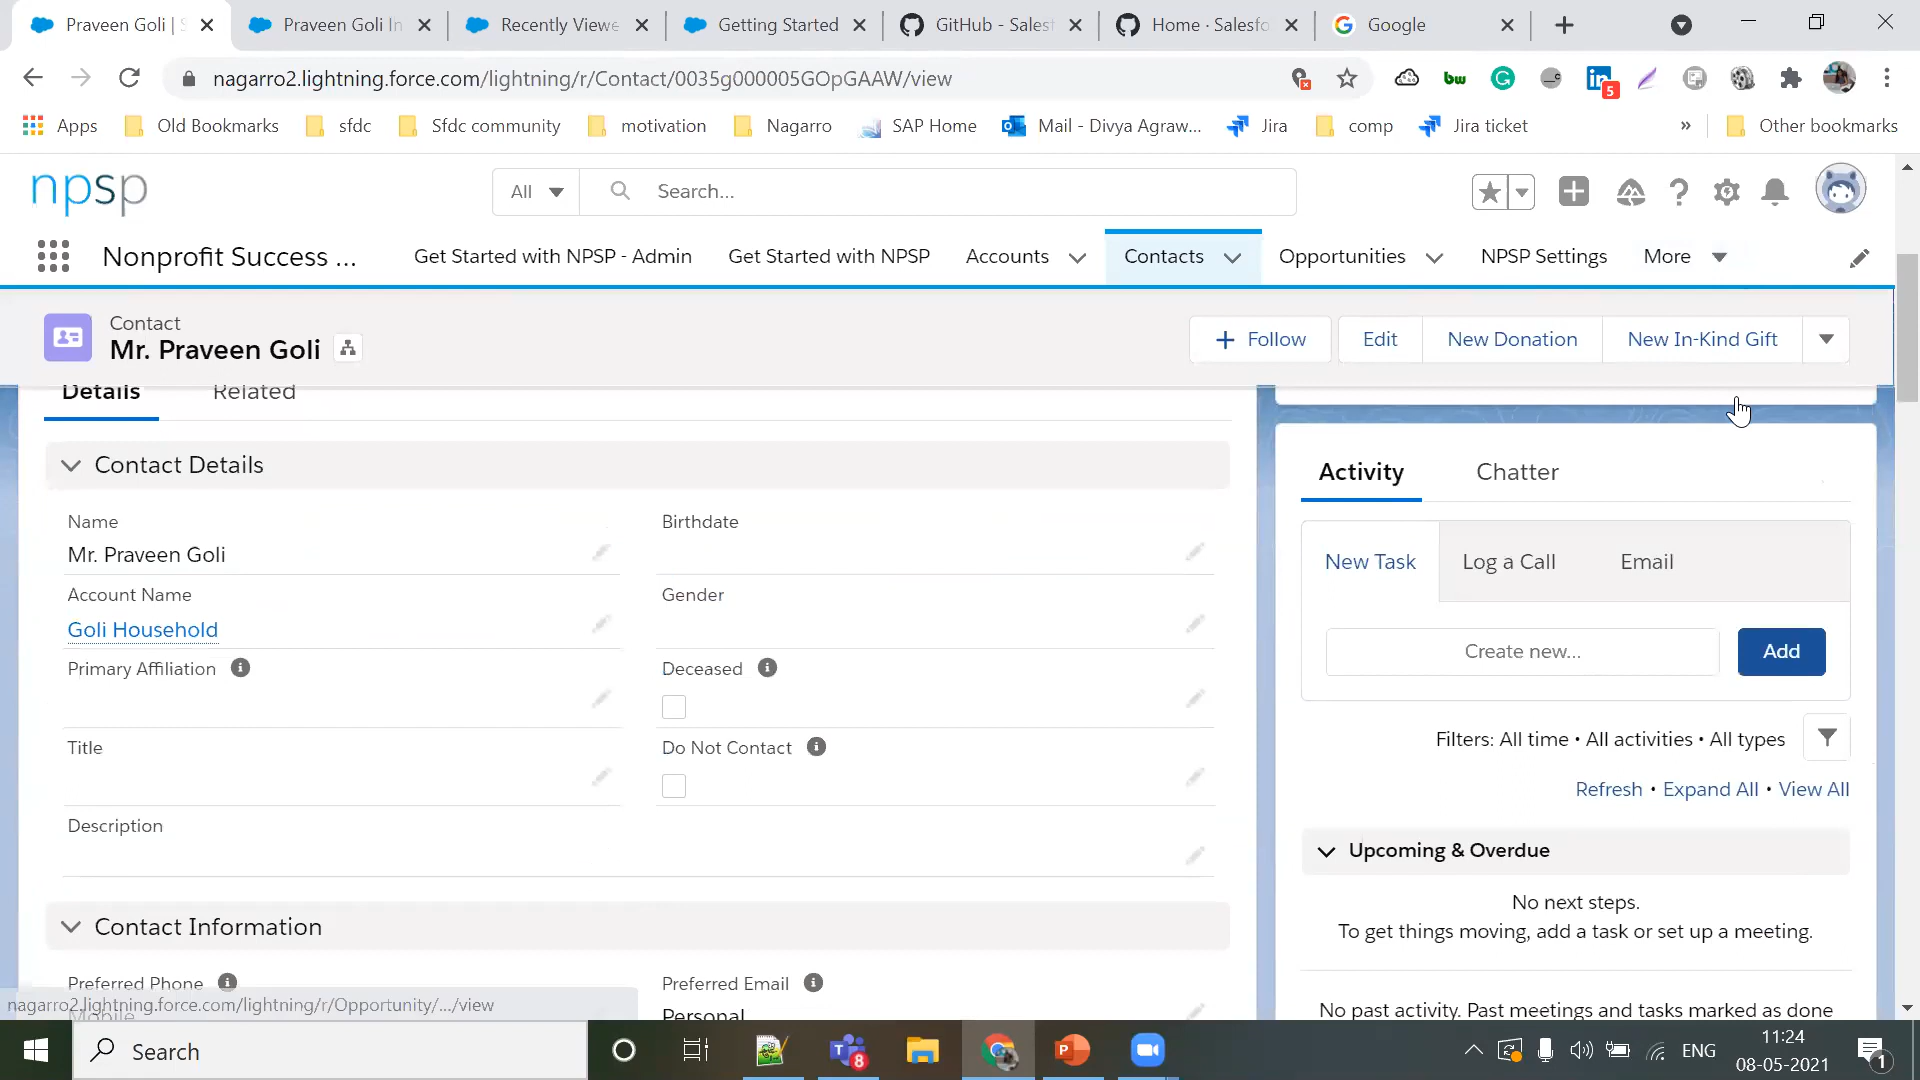 Praveen Goli | S
Praveen Goli In
Recently Viewe
Getting Started
GitHub - Salesf
Home · Salesfo
Google
nagarro2.lightning.force.com/lightning/r/Contact/0035g000005GOpGAAW/view
bw
5
Apps
Old Bookmarks
sfdc
Sfdc community
motivation
Nagarro
SAP Home
Mail - Divya Agraw...
Jira
comp
Jira ticket
»
Other bookmarks
npsp
All
Search...
Nonprofit Success ...
Get Started with NPSP - Admin
Get Started with NPSP
Accounts
Contacts
Opportunities
NPSP Settings
More
Contact
Mr. Praveen Goli
Follow
Edit
New Donation
New In-Kind Gift
Details
Related
Contact Details
Name
Mr. Praveen Goli
Birthdate
Account Name
Goli Household
Gender
Primary Affiliation
Deceased
Title
Do Not Contact
Description
Contact Information
Preferred Phone
Preferred Email
Mobile
Personal
Activity
Chatter
New Task
Log a Call
Email
Create new...
Add
Filters: All time • All activities • All types
Refresh • Expand All • View All
Upcoming & Overdue
No next steps.
To get things moving, add a task or set up a meeting.
No past activity. Past meetings and tasks marked as done
nagarro2.lightning.force.com/lightning/r/Opportunity/.../view
Search
8
ENG
11:24
08-05-2021
1